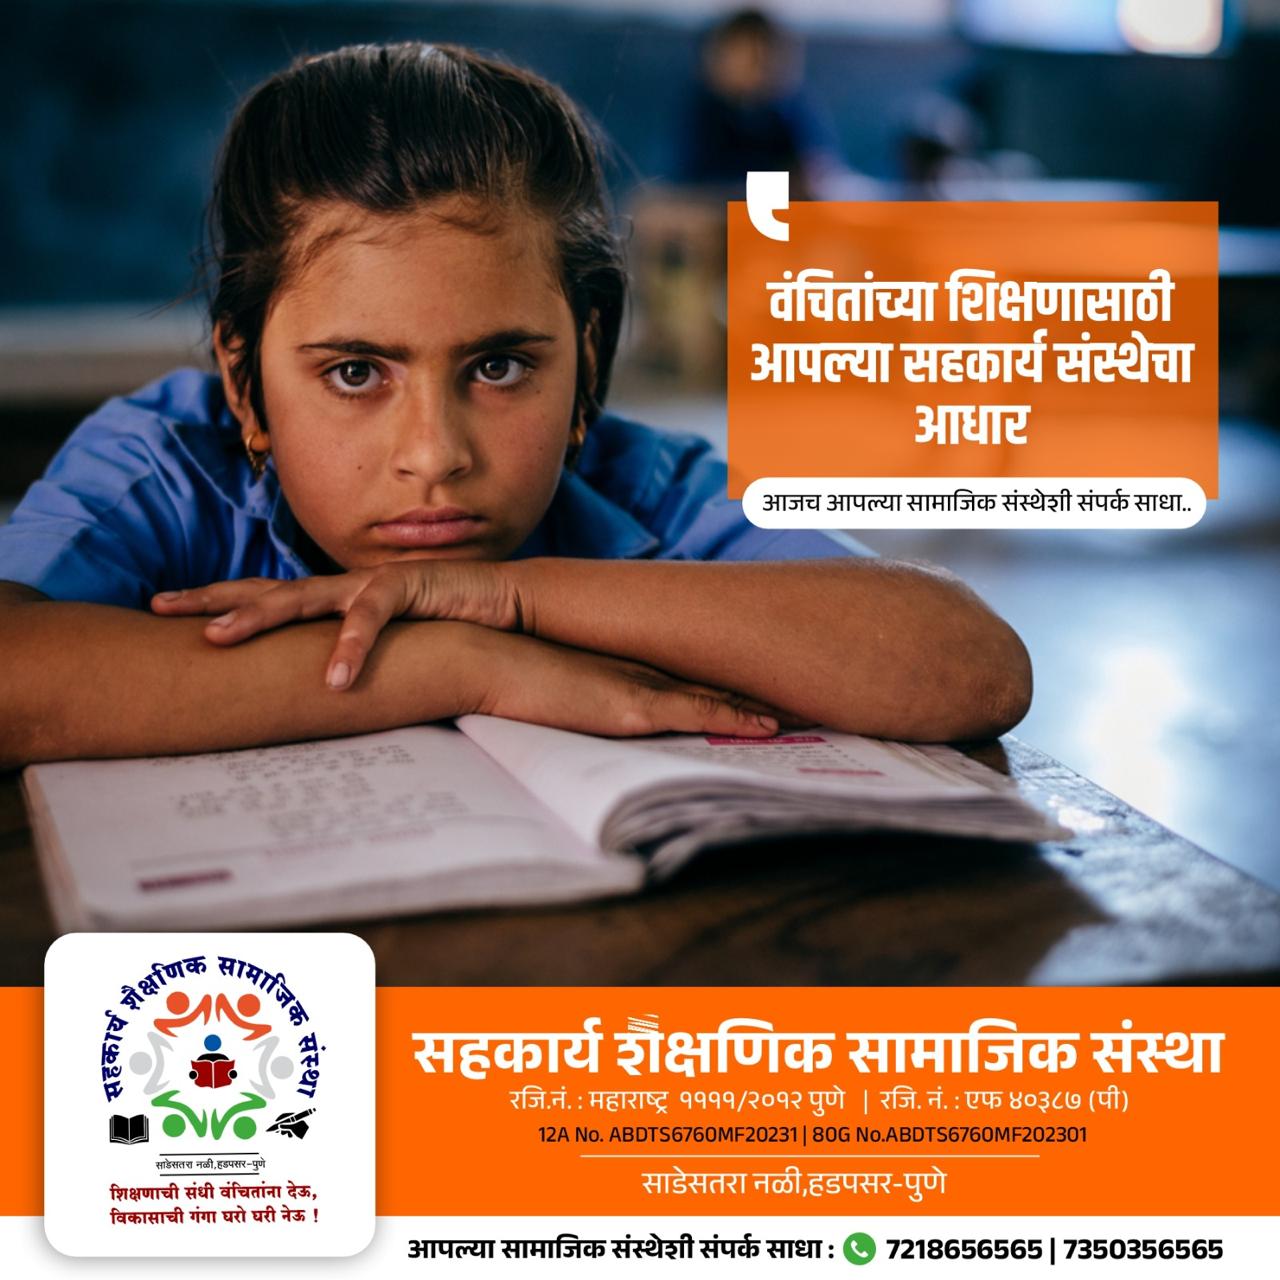 वंचितांच्या शिक्षणासाठी
आपल्या सहकार्य संस्थेचा
आधार
आजच आपल्या सामाजिक संस्थेशी संपर्क साधा..
सहकार्य शैक्षणिक सामाजिक संस्था
साडेसतरा नळी,हडपसर-पुणे
शिक्षणाची संधी वंचितांना देऊ,
विकासाची गंगा घरो घरी नेऊ !
सहकार्य शैक्षणिक सामाजिक संस्था
रजि.नं. : महाराष्ट्र ११११/२०१२ पुणे | रजि. नं. : एफ ४०३८७ (पी)
12A No. ABDTS6760MF20231 | 80G No.ABDTS6760MF202301
साडेसतरा नळी,हडपसर-पुणे
आपल्या सामाजिक संस्थेशी संपर्क साधा : 7218656565 | 7350356565